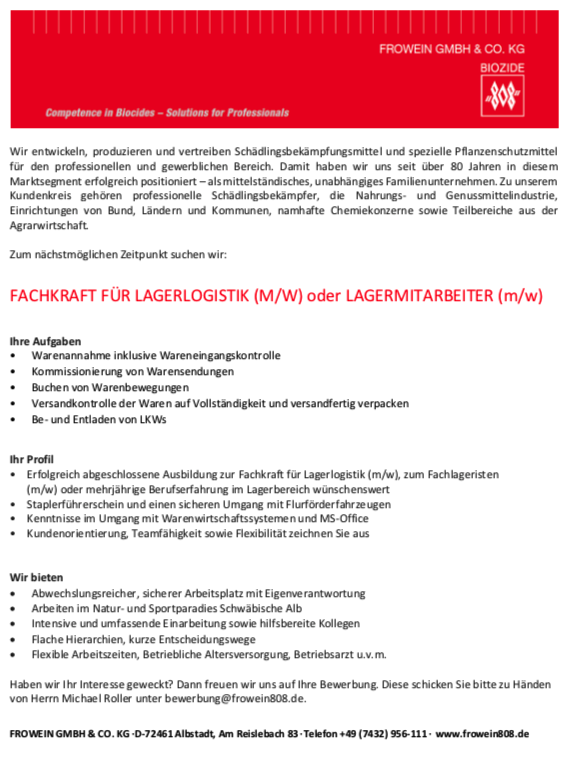 FROWEIN GMBH & CO. KG
BIOZIDE
"808"
Competence in Biocides – Solutions for Professionals
Wir entwickeln, produzieren und vertreiben Schädlingsbekämpfungsmittel und spezielle Pflanzenschutzmittel
für den professionellen und gewerblichen Bereich. Damit haben wir uns seit über 80 Jahren in diesem
Marktsegment erfolgreich positioniert – als mittelständisches, unabhängiges Familienunternehmen. Zu unserem
Kundenkreis gehören professionelle Schädlingsbekämpfer, die Nahrungs- und Genussmittelindustrie,
Einrichtungen von Bund, Ländern und Kommunen, namhafte Chemiekonzerne sowie Teilbereiche aus der
Agrarwirtschaft.
Zum nächstmöglichen Zeitpunkt suchen wir:
FACHKRAFT FÜR LAGERLOGISTIK (M/W) oder LAGERMITARBEITER (m/w)
Ihre Aufgaben
• Warenannahme inklusive Wareneingangskontrolle
• Kommissionierung von Warensendungen
• Buchen von Warenbewegungen
• Versandkontrolle der Waren auf Vollständigkeit und versandfertig verpacken
• Be- und Entladen von LKWs
Ihr Profil
• Erfolgreich abgeschlossene Ausbildung zur Fachkraft für Lagerlogistik (m/w), zum Fachlageristen
(m/w) oder mehrjährige Berufserfahrung im Lagerbereich wünschenswert
• Staplerführerschein und einen sicheren Umgang mit Flurförderfahrzeugen
• Kenntnisse im Umgang mit Warenwirtschaftssystemen und MS-Office
• Kundenorientierung, Teamfähigkeit sowie Flexibilität zeichnen Sie aus
Wir bieten
• Abwechslungsreicher, sicherer Arbeitsplatz mit Eigenverantwortung
• Arbeiten im Natur- und Sportparadies Schwäbische Alb
• Intensive und umfassende Einarbeitung sowie hilfsbereite Kollegen
• Flache Hierarchien, kurze Entscheidungswege
• Flexible Arbeitszeiten, Betriebliche Altersversorgung, Betriebsarzt u.v.m.
Haben wir Ihr Interesse geweckt? Dann freuen wir uns auf Ihre Bewerbung. Diese schicken Sie bitte zu Händen
von Herrn Michael Roller unter bewerbung@frowein808.de.
FROWEIN GMBH & CO. KG ·D-72461 Albstadt, Am Reislebach 83 · Telefon +49 (7432) 956-111 · www.frowein808.de